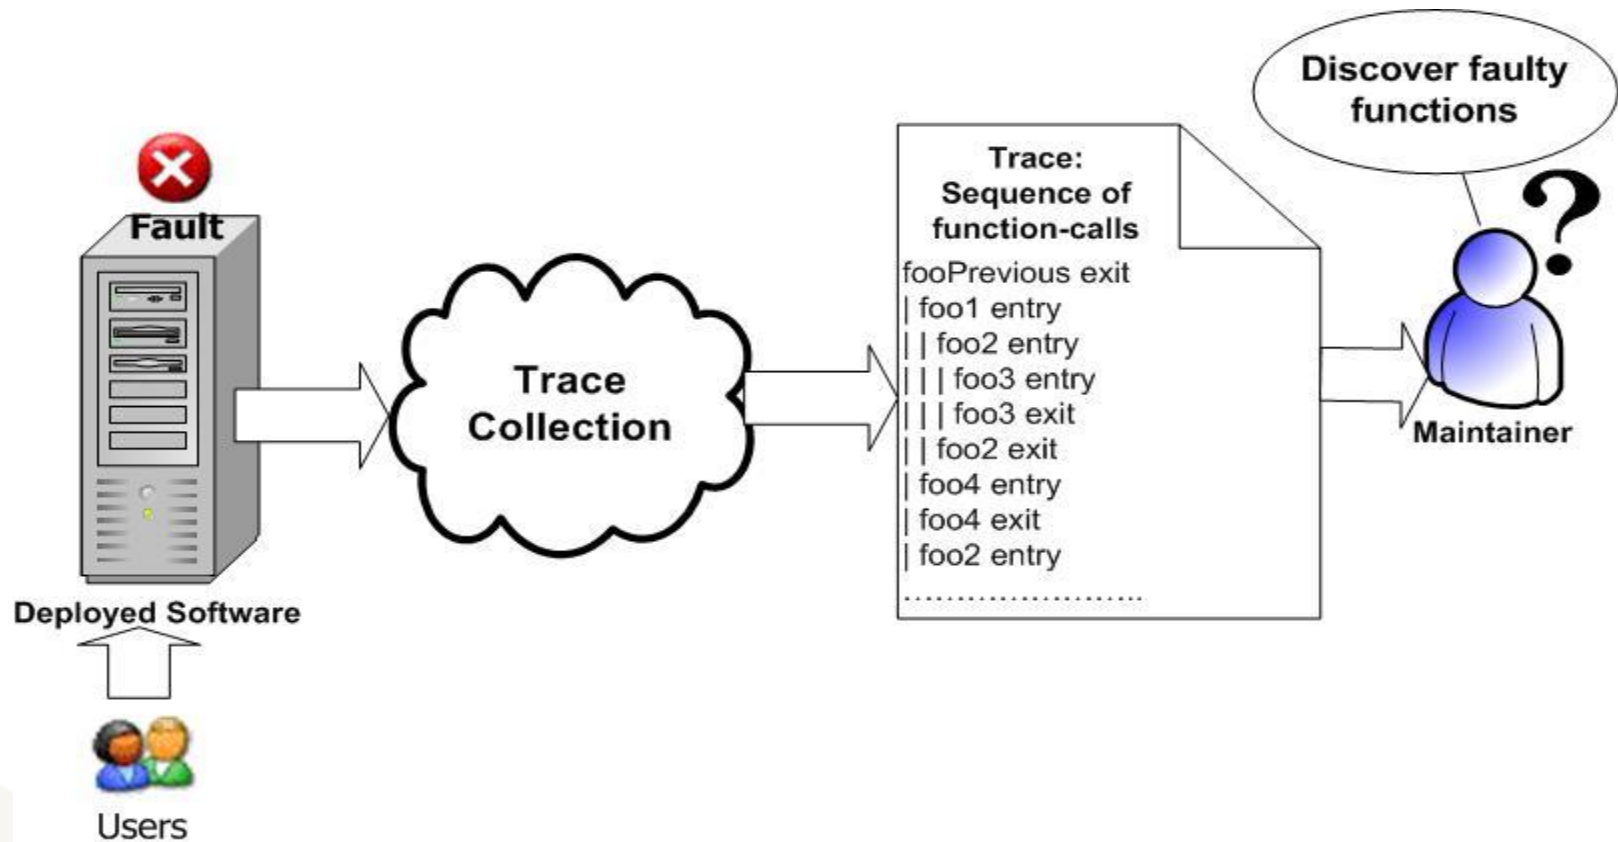 Discover faulty
functions
Fault
Trace:
Sequence of
function-calls
fooPrevious exit
| foo1 entry
| | foo2 entry
| | | foo3 entry
| | | foo3 exit
| | foo2 exit
| foo4 entry
| foo4 exit
| foo2 entry
.......................
Trace
Collection
?
Maintainer
Deployed Software
Users